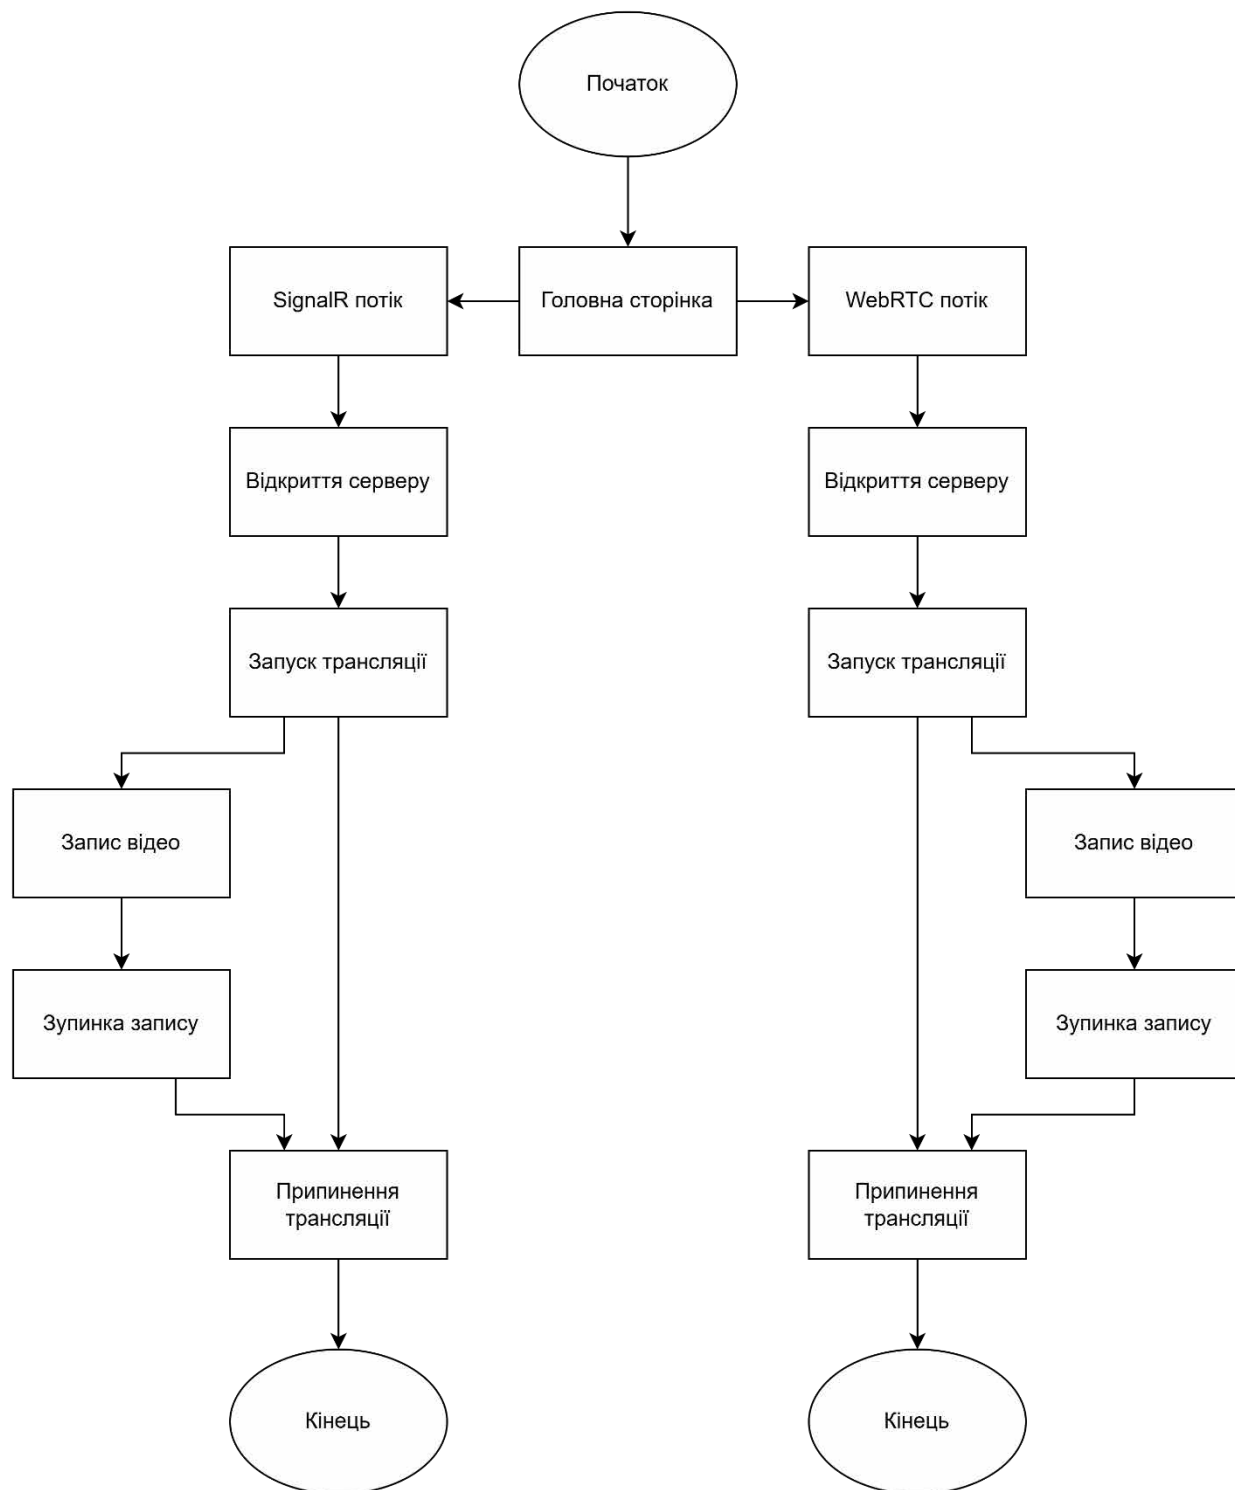 Початок
SignalR потік
Головна сторінка
WebRTC потік
Відкриття серверу
Відкриття серверу
Запуск трансляції
Запуск трансляції
Запис відео
Запис відео
Зупинка запису
Зупинка запису
Припинення
трансляції
Припинення
трансляції
Кінець
Кінець